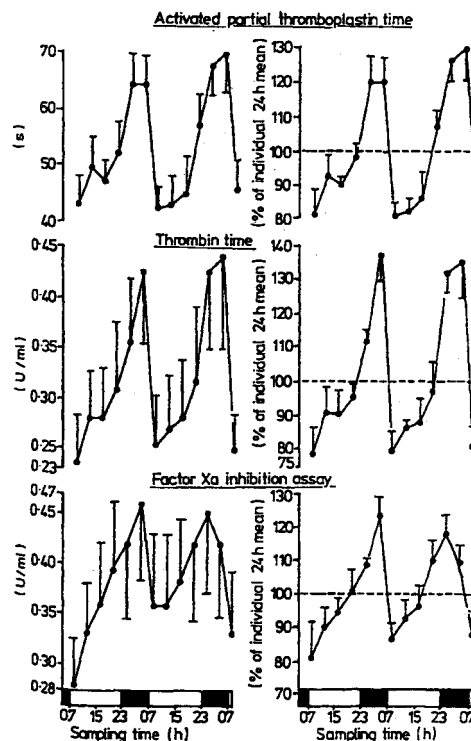 Activated partial thromboplastin time
(s)
70
60
50
40
(% of individual 24h mean)
130
120
110
100
90
80
Thrombin time
(U/ml)
0·45
0·40
0·35
0·30
0·25
0·23
(% of individual 24h mean)
140
130
120
110
100
90
80
75
Factor Xa inhibition assay
(U/ml)
0·47
0·45
0·40
0·35
0·30
0·28
(% of individual 24h mean)
130
120
110
100
90
80
70
07 15 23 07 15 23 07
Sampling time (h)
07 15 23 07 15 23 07
Sampling time (h)